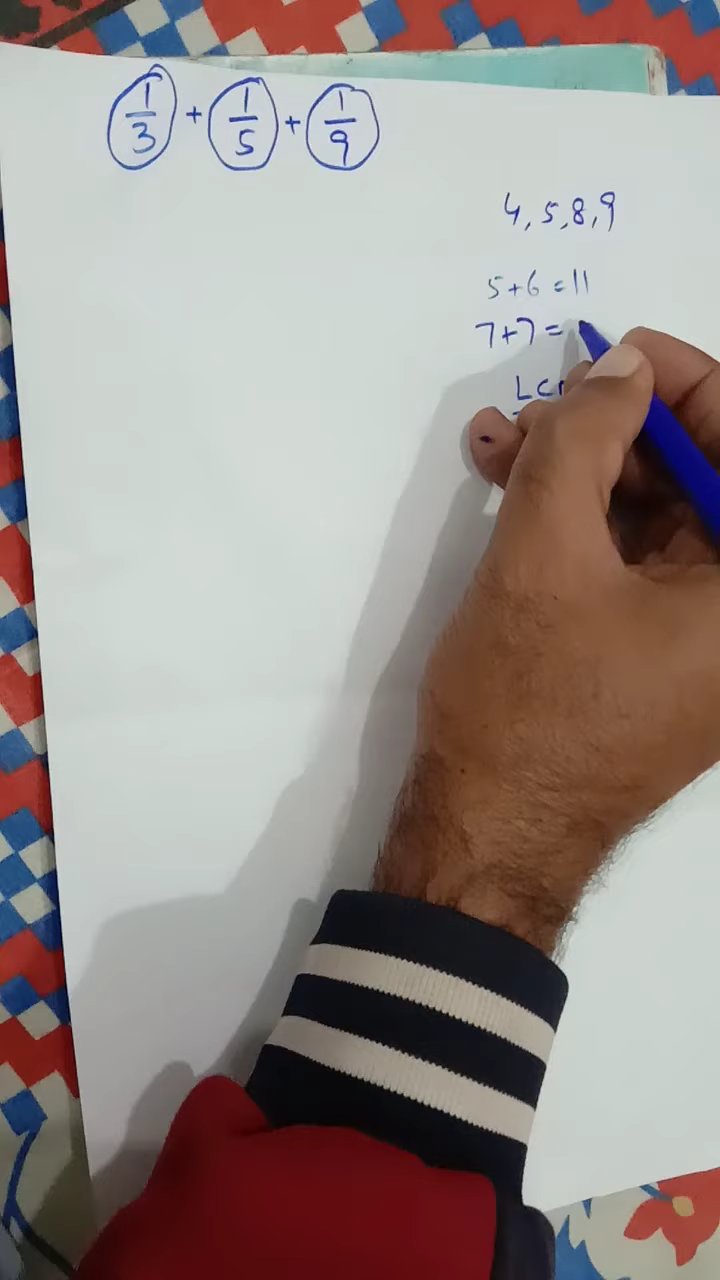 1/3 + 1/5 + 1/9
4, 5, 8, 9
5+6 = 11
7+7 =